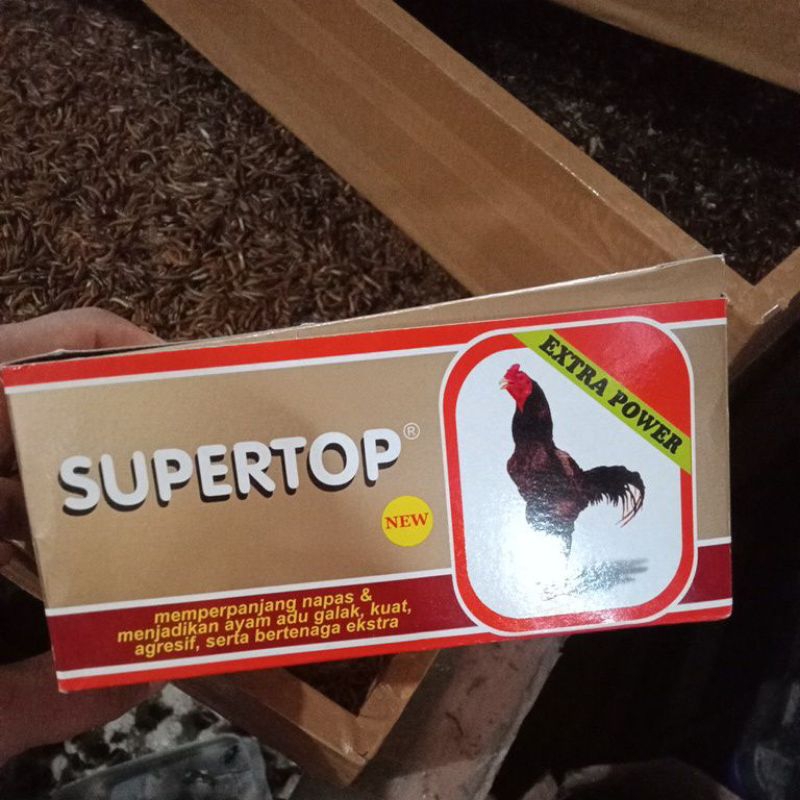 SUPERTOP®
NEW
EXTRA POWER
memperpanjang napas &
menjadikan ayam adu galak, kuat,
agresif, serta bertenaga ekstra